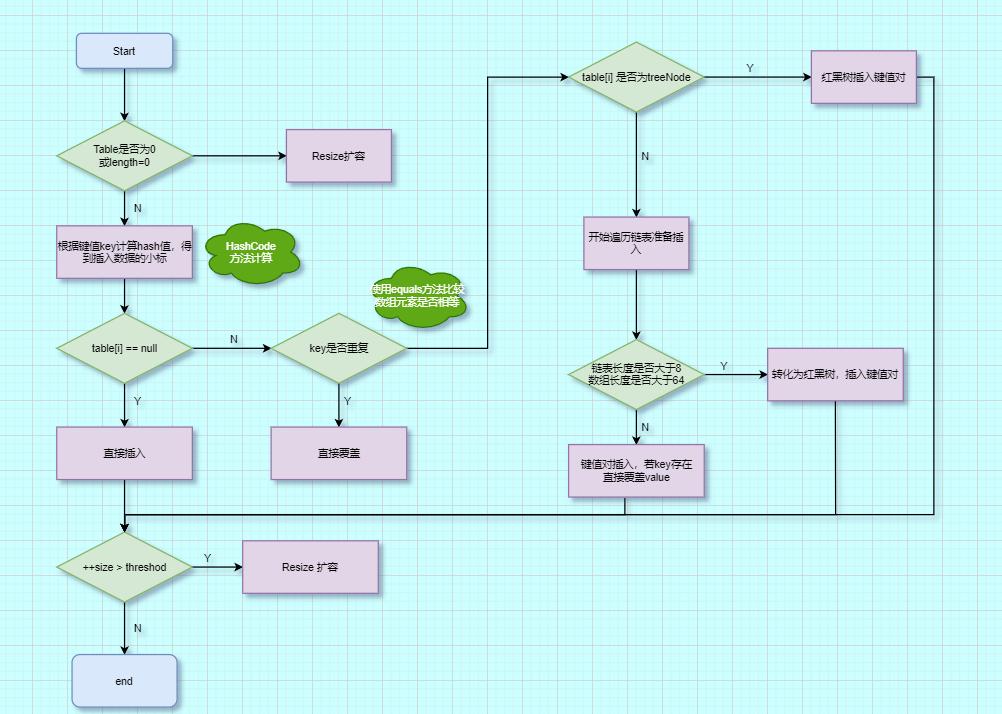 Start
Table是否为0
或length=0
Resize扩容
N
根据键值key计算hash值，得
到插入数据的小标
HashCode
方法计算
table[i] == null
N
key是否重复
使用equals方法比较
数组元素是否相等
Y
直接插入
Y
直接覆盖
table[i] 是否为treeNode
Y
红黑树插入键值对
N
开始遍历链表准备插
入
链表长度是否大于8
数组长度是否大于64
Y
转化为红黑树，插入键值对
N
键值对插入，若key存在
直接覆盖value
++size > threshod
Y
Resize 扩容
N
end